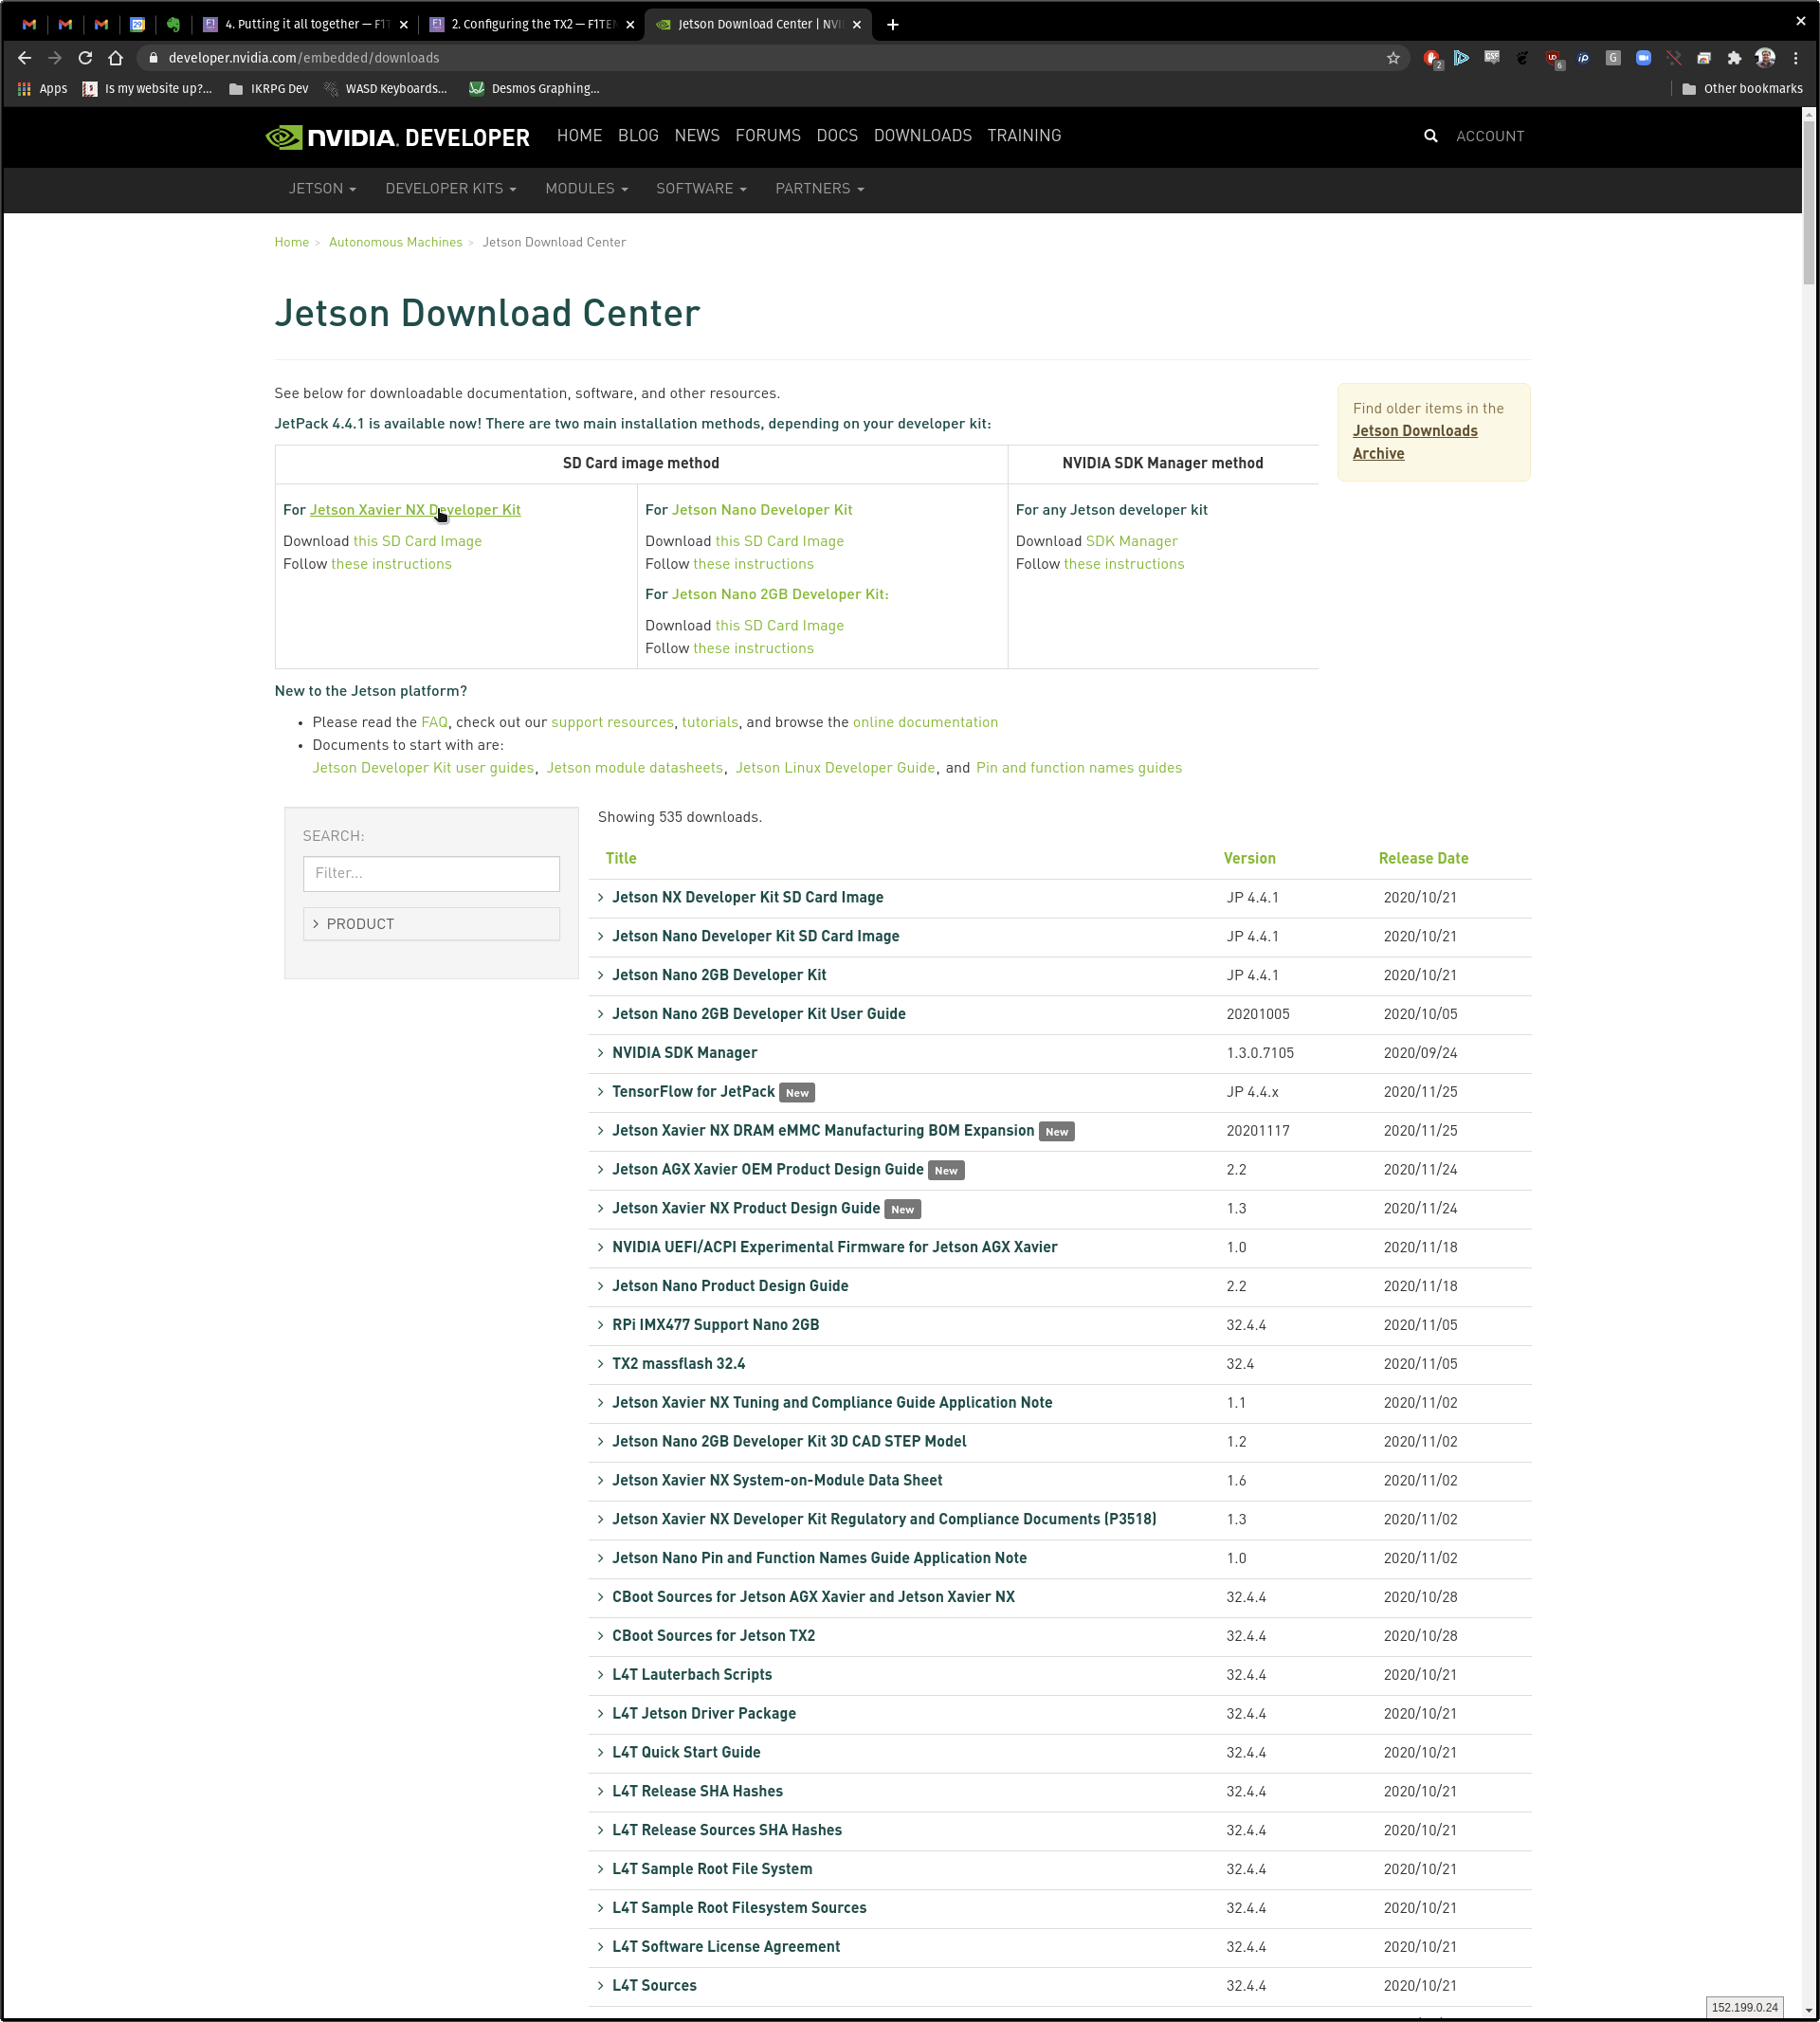 4. Putting it all together — F1T
2. Configuring the TX2 — F1TE
Jetson Download Center | NVI
developer.nvidia.com/embedded/downloads
Apps
Is my website up?...
IKRPG Dev
WASD Keyboards...
Desmos Graphing...
Other bookmarks
NVIDIA. DEVELOPER
HOME BLOG NEWS FORUMS DOCS DOWNLOADS TRAINING
ACCOUNT
JETSON DEVELOPER KITS MODULES SOFTWARE PARTNERS
Home > Autonomous Machines > Jetson Download Center
Jetson Download Center
See below for downloadable documentation, software, and other resources.
JetPack 4.4.1 is available now! There are two main installation methods, depending on your developer kit:
Find older items in the
Jetson Downloads
Archive
SD Card image method
NVIDIA SDK Manager method
For Jetson Xavier NX Developer Kit
Download this SD Card Image
Follow these instructions
For Jetson Nano Developer Kit
Download this SD Card Image
Follow these instructions
For Jetson Nano 2GB Developer Kit:
Download this SD Card Image
Follow these instructions
For any Jetson developer kit
Download SDK Manager
Follow these instructions
New to the Jetson platform?
• Please read the FAQ, check out our support resources, tutorials, and browse the online documentation
• Documents to start with are:
Jetson Developer Kit user guides, Jetson module datasheets, Jetson Linux Developer Guide, and Pin and function names guides
SEARCH:
Filter...
> PRODUCT
Showing 535 downloads.
Title Version Release Date
> Jetson NX Developer Kit SD Card Image JP 4.4.1 2020/10/21
> Jetson Nano Developer Kit SD Card Image JP 4.4.1 2020/10/21
> Jetson Nano 2GB Developer Kit JP 4.4.1 2020/10/21
> Jetson Nano 2GB Developer Kit User Guide 20201005 2020/10/05
> NVIDIA SDK Manager 1.3.0.7105 2020/09/24
> TensorFlow for JetPack New JP 4.4.x 2020/11/25
> Jetson Xavier NX DRAM eMMC Manufacturing BOM Expansion New 20201117 2020/11/25
> Jetson AGX Xavier OEM Product Design Guide New 2.2 2020/11/24
> Jetson Xavier NX Product Design Guide New 1.3 2020/11/24
> NVIDIA UEFI/ACPI Experimental Firmware for Jetson AGX Xavier 1.0 2020/11/18
> Jetson Nano Product Design Guide 2.2 2020/11/18
> RPi IMX477 Support Nano 2GB 32.4.4 2020/11/05
> TX2 massflash 32.4 32.4 2020/11/05
> Jetson Xavier NX Tuning and Compliance Guide Application Note 1.1 2020/11/02
> Jetson Nano 2GB Developer Kit 3D CAD STEP Model 1.2 2020/11/02
> Jetson Xavier NX System-on-Module Data Sheet 1.6 2020/11/02
> Jetson Xavier NX Developer Kit Regulatory and Compliance Documents (P3518) 1.3 2020/11/02
> Jetson Nano Pin and Function Names Guide Application Note 1.0 2020/11/02
> CBoot Sources for Jetson AGX Xavier and Jetson Xavier NX 32.4.4 2020/10/28
> CBoot Sources for Jetson TX2 32.4.4 2020/10/28
> L4T Lauterbach Scripts 32.4.4 2020/10/21
> L4T Jetson Driver Package 32.4.4 2020/10/21
> L4T Quick Start Guide 32.4.4 2020/10/21
> L4T Release SHA Hashes 32.4.4 2020/10/21
> L4T Release Sources SHA Hashes 32.4.4 2020/10/21
> L4T Sample Root File System 32.4.4 2020/10/21
> L4T Sample Root Filesystem Sources 32.4.4 2020/10/21
> L4T Software License Agreement 32.4.4 2020/10/21
> L4T Sources 32.4.4 2020/10/21
152.199.0.24